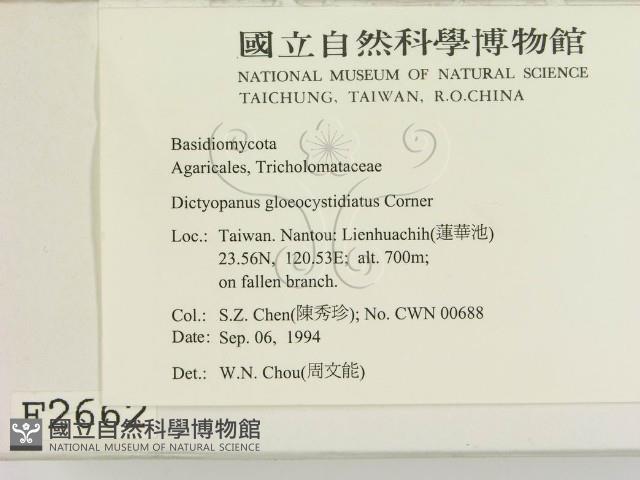 國立自然科學博物館
NATIONAL MUSEUM OF NATURAL SCIENCE
TAICHUNG, TAIWAN, R.O.CHINA
Basidiomycota
Agaricales, Tricholomataceae
Dictyopanus gloeocystidiatus Corner
Loc.: Taiwan. Nantou: Lienhuachih(蓮華池)
23.56N, 120.53E; alt. 700m;
on fallen branch.
Col.: S.Z. Chen(陳秀珍); No. CWN 00688
Date: Sep. 06, 1994
Det.: W.N. Chou(周文能)
F2662
國立自然科學博物館
NATIONAL MUSEUM OF NATURAL SCIENCE